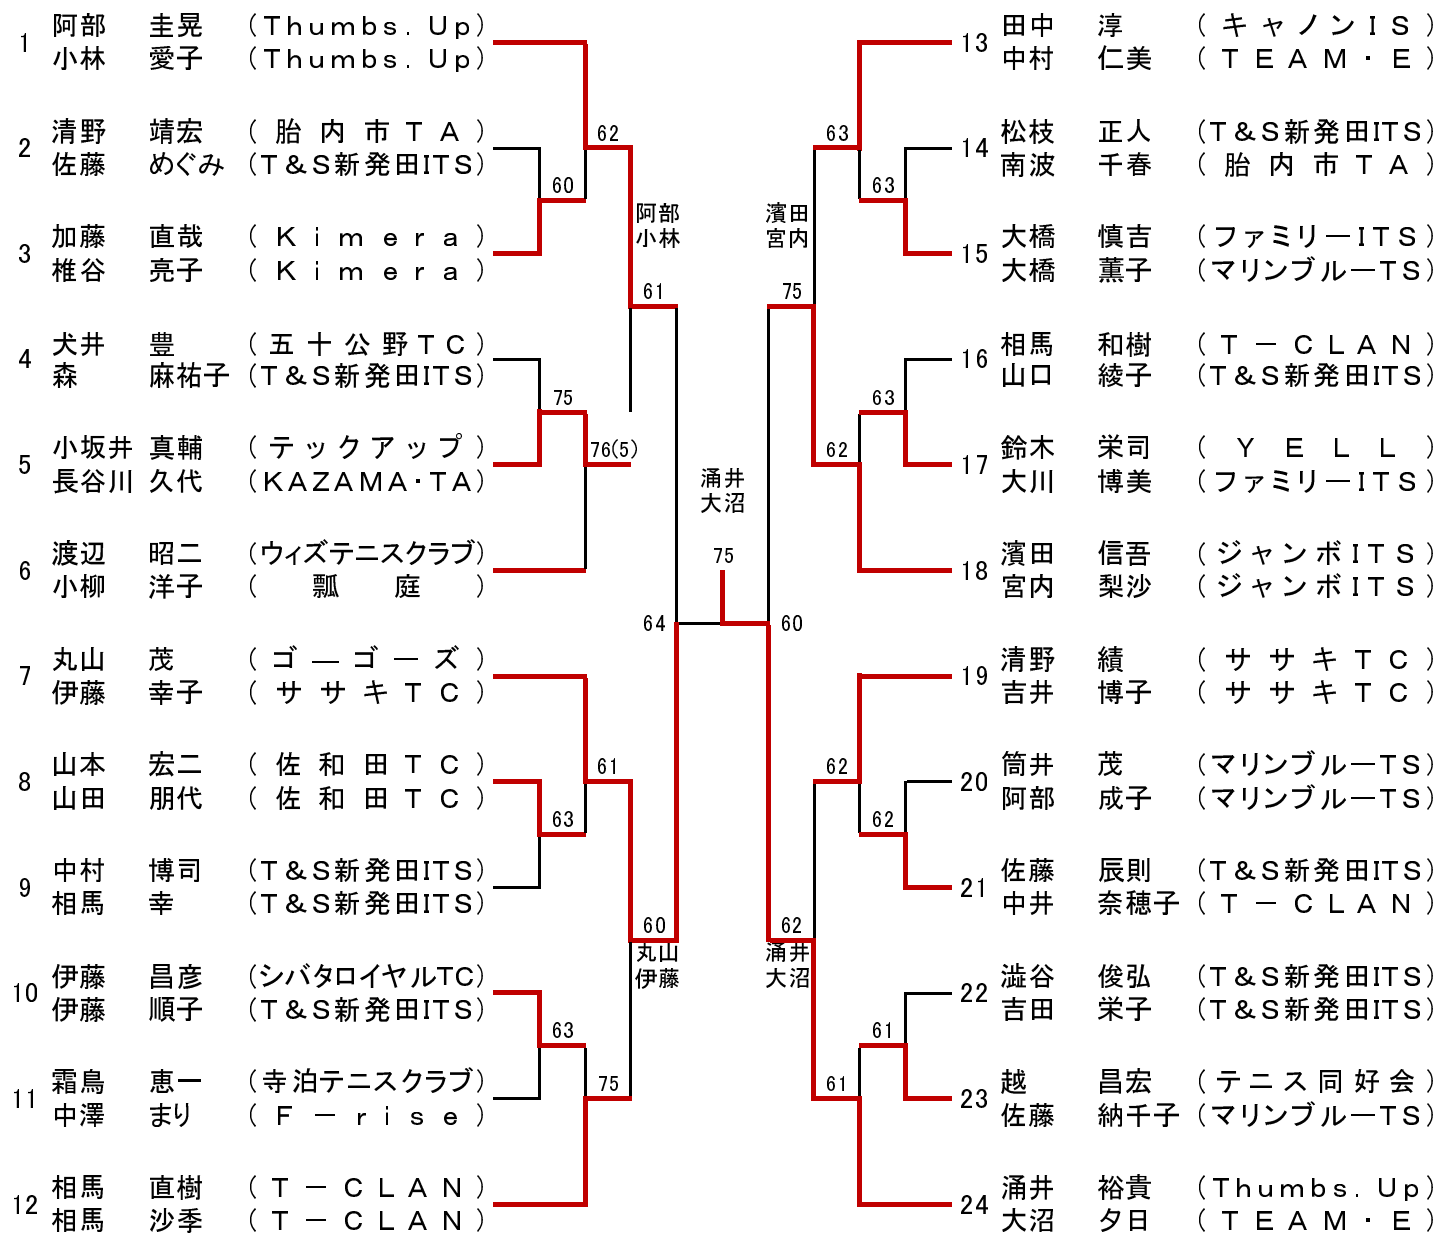 1 阿部 圭晃 (Thumbs. Up)
小林 愛子 (Thumbs. Up)
2 清野 靖宏 (胎内市TA)
佐藤 めぐみ (T&S新発田ITS)
3 加藤 直哉 (Kimera)
椎谷 亮子 (Kimera)
4 犬井 豊 (五十公野TC)
森 麻祐子 (T&S新発田ITS)
5 小坂井 真輔 (テックアップ)
長谷川 久代 (KAZAMA・TA)
6 渡辺 昭二 (ウィズテニスクラブ)
小柳 洋子 (瓢庭)
7 丸山 茂 (ゴーゴーズ)
伊藤 幸子 (ササキTC)
8 山本 宏二 (佐和田TC)
山田 朋代 (佐和田TC)
9 中村 博司 (T&S新発田ITS)
相馬 幸 (T&S新発田ITS)
10 伊藤 昌彦 (シバタロイヤルTC)
伊藤 順子 (T&S新発田ITS)
11 霜鳥 恵一 (寺泊テニスクラブ)
中澤 まり (F－rise)
12 相馬 直樹 (T－CLAN)
相馬 沙季 (T－CLAN)
62
60
阿部
小林
61
75
76(5)
64
61
63
60
丸山
伊藤
63
75
涌井
大沼
75
63
63
濱田
宮内
75
63
62
60
62
62
62
涌井
大沼
61
61
13 田中 淳 (キャノンIS)
中村 仁美 (TEAM・E)
14 松枝 正人 (T&S新発田ITS)
南波 千春 (胎内市TA)
15 大橋 慎吉 (ファミリーITS)
大橋 薫子 (マリンブルーTS)
16 相馬 和樹 (T－CLAN)
山口 綾子 (T&S新発田ITS)
17 鈴木 栄司 (YELL)
大川 博美 (ファミリーITS)
18 濱田 信吾 (ジャンボITS)
宮内 梨沙 (ジャンボITS)
19 清野 績 (ササキTC)
吉井 博子 (ササキTC)
20 筒井 茂 (マリンブルーTS)
阿部 成子 (マリンブルーTS)
21 佐藤 辰則 (T&S新発田ITS)
中井 奈穂子 (T－CLAN)
22 澁谷 俊弘 (T&S新発田ITS)
吉田 栄子 (T&S新発田ITS)
23 越 昌宏 (テニス同好会)
佐藤 納千子 (マリンブルーTS)
24 涌井 裕貴 (Thumbs. Up)
大沼 夕日 (TEAM・E)